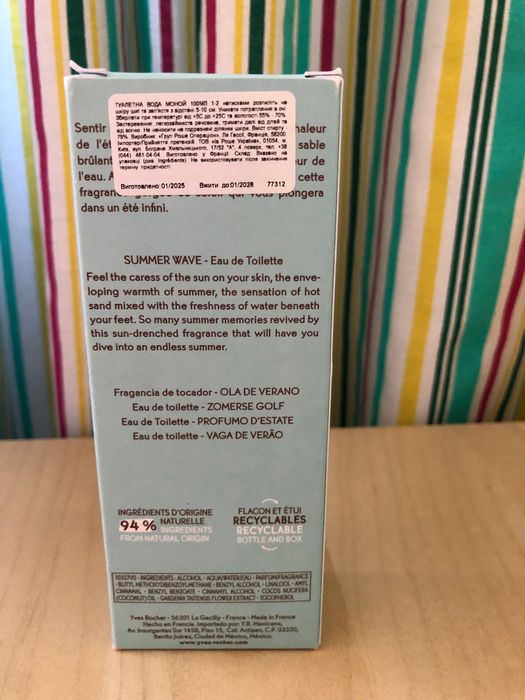 ТУАЛЕТНА ВОДА МОНОЙ 100МЛ 1-2 натисками розпиліть на
шкіру шиї та зап'ястя з відстані 5-10 см. Уникати потрапляння в очі
Зберігати при температурі від +5С до +25С та вологості 55% - 70%
Застереження: легкозаймиста речовина, тримати далі від дітей та
від вогню. Не наносити на подразнені ділянки шкіри. Вміст спирту -
79% Виробник: «Груп Роше Операціон», Ля Гасілі, Франція, 56200
Імпортер/Прийняття претензій: ТОВ «Ів Роше Україна», 01054, м
Київ, вул Богдана Хмельницького, 17/52 "А", 4 поверх, тел. +38
(044) 461-04-04 Виготовлено у Франції Склад: Вказано на
упаковці (див Ingrédients). Не використовувати після закінчення
терміну придатності.
Виготовлено: 01/2025 Вжити до:01/2028 77312
Sentir haleur
de l'ét sable
brûlant eur de
l'eau. A cette
fragran plongera
dans un été infini.
SUMMER WAVE - Eau de Toilette
Feel the caress of the sun on your skin, the enve-
loping warmth of summer, the sensation of hot
sand mixed with the freshness of water beneath
your feet. So many summer memories revived by
this sun-drenched fragrance that will have you
dive into an endless summer.
Fragancia de tocador - OLA DE VERANO
Eau de toilette - ZOMERSE GOLF
Eau de Toilette - PROFUMO D'ESTATE
Eau de toilette - VAGA DE VERÃO
INGRÉDIENTS D'ORIGINE
94 % NATURELLE
INGREDIENTS
FROM NATURAL ORIGIN
FLACON ET ÉTUI
RECYCLABLES
RECYCLABLE
BOTTLE AND BOX
10327V0 - INGREDIENTS : ALCOHOL - AQUA/WATER/EAU - PARFUM/FRAGRANCE
- BUTYL METHOXYDIBENZOYLMETHANE - BENZYL ALCOHOL - LINALOOL - AMYL
CINNAMAL - BENZYL BENZOATE - CINNAMYL ALCOHOL - COCOS NUCIFERA
(COCONUT) OIL - GARDENIA TAITENSIS FLOWER EXTRACT - TOCOPHEROL
Yves Rocher - 56201 La Gacilly - France - Made in France
Hecho en Francia. Importado por: T.R. Mexicana,
Av. Insurgentes Sur 1458, Piso 15, Col. Actipan, C.P. 03230,
Benito Juárez, Ciudad de México, México.
www.yves-rocher.com